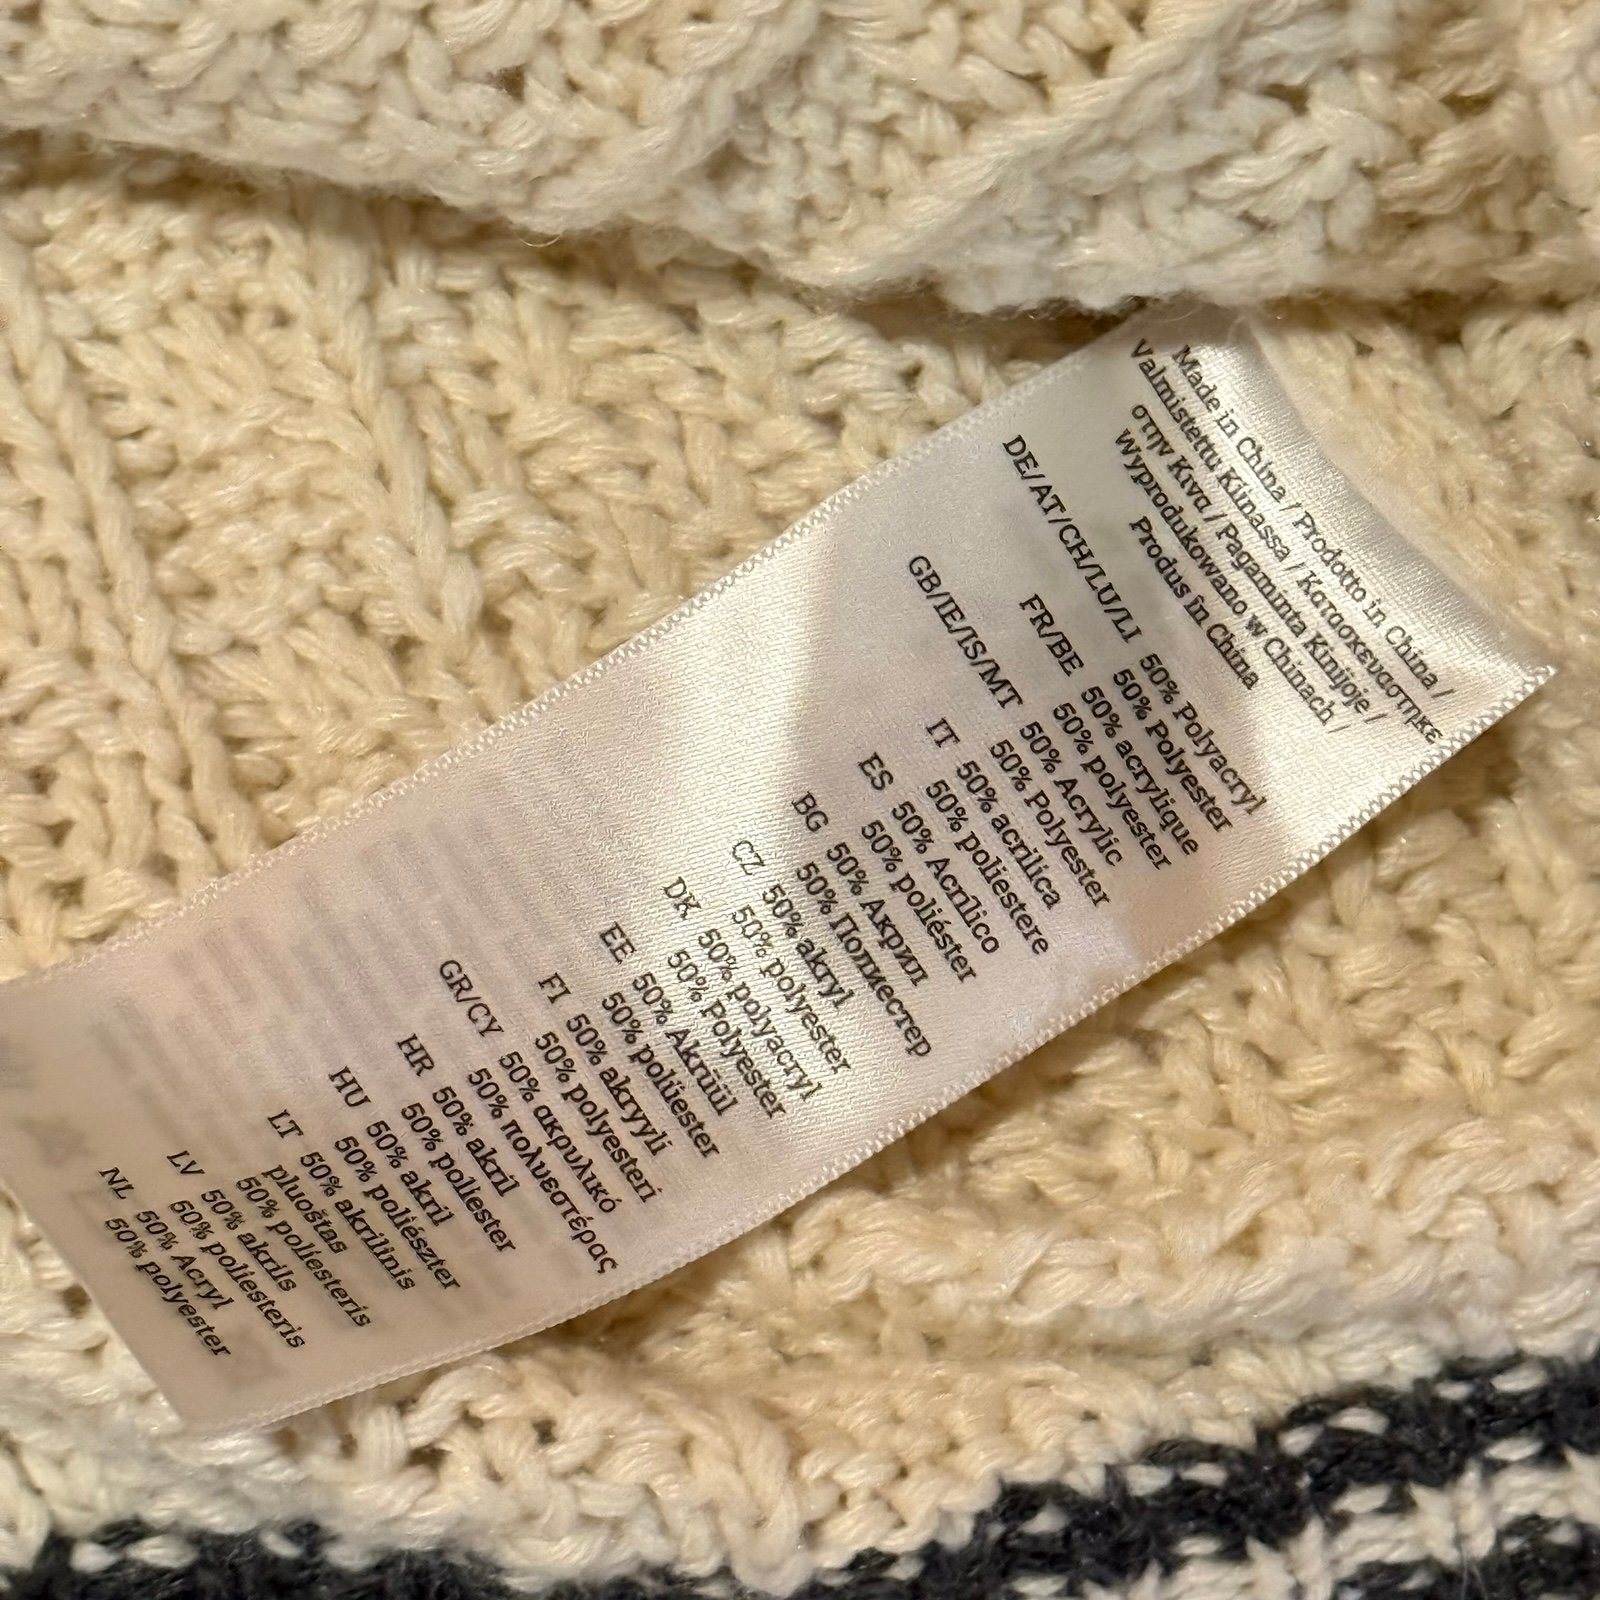 Made in China / Prodotto in China /
Valmistettu Kiinassa / Κατασκευαστηκε
στην Κινα / Pagaminta Kinijoje /
Wyprodukowano w Chinach /
Produs în China
DE/AT/CH/LU/LI 50% Polyacryl
50% Polyester
FR/BE 50% acrylique
50% polyester
GB/IE/IS/MT 50% Acrylic
50% Polyester
IT 50% acrilica
50% poliestere
ES 50% Acrílico
50% poliéster
BG 50% Акрил
50% Полиестер
CZ 50% akryl
50% polyester
DK 50% polyacryl
50% Polyester
EE 50% Akrüül
50% polüester
FI 50% akryyli
50% polyesteri
GR/CY 50% ακρυλικό
50% πολυεστέρας
HR 50% akril
50% poliester
HU 50% akril
50% poliészter
LT 50% akrilinis
pluoštas
50% poliesteris
LV 50% akrils
50% poliesteris
NL 50% Acryl
50% polyester